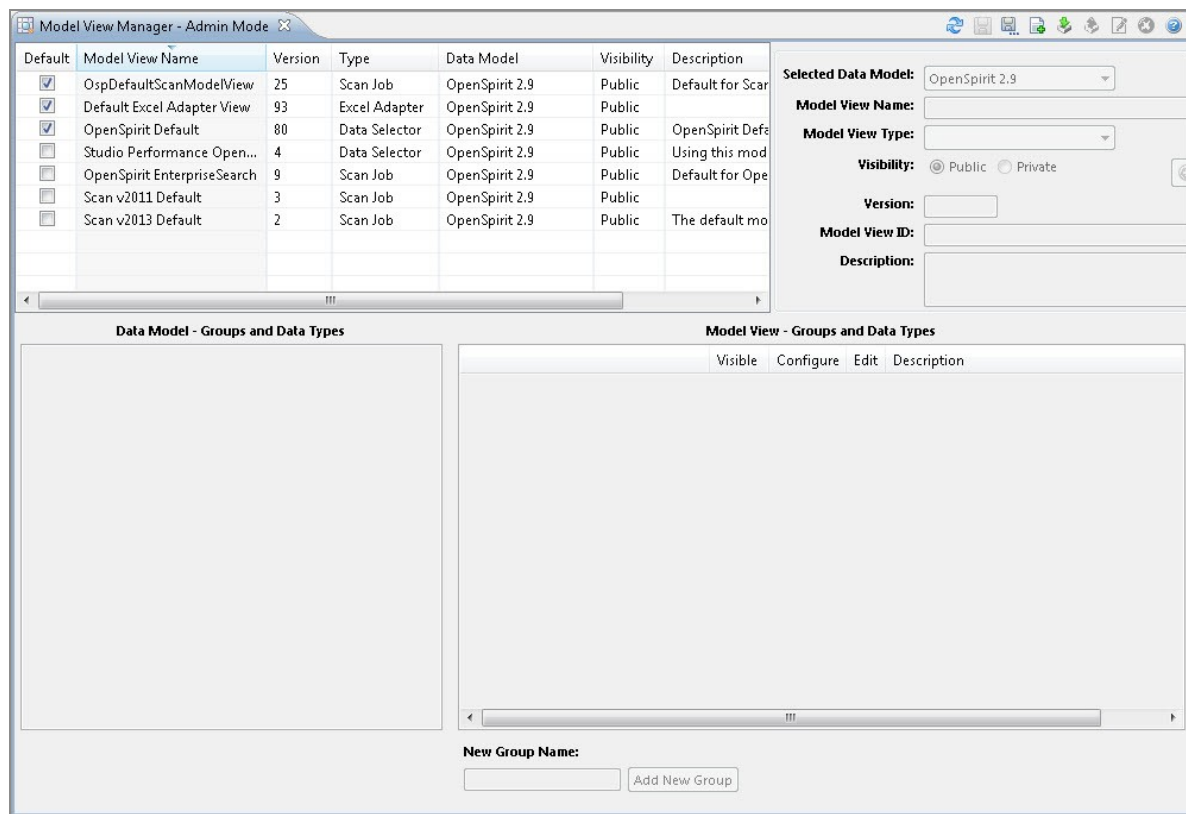 Model View Manager - Admin Mode
Default Model View Name Version Type Data Model Visibility Description
OspDefaultScanModelView 25 Scan Job OpenSpirit 2.9 Public Default for Scar
Default Excel Adapter View 93 Excel Adapter OpenSpirit 2.9 Public
OpenSpirit Default 80 Data Selector OpenSpirit 2.9 Public OpenSpirit Defa
Studio Performance Open... 4 Data Selector OpenSpirit 2.9 Public Using this mod
OpenSpirit EnterpriseSearch 9 Scan Job OpenSpirit 2.9 Public Default for Ope
Scan v2011 Default 3 Scan Job OpenSpirit 2.9 Public
Scan v2013 Default 2 Scan Job OpenSpirit 2.9 Public The default mo
Selected Data Model: OpenSpirit 2.9
Model View Name:
Model View Type:
Visibility: Public Private
Version:
Model View ID:
Description:
Data Model - Groups and Data Types
Model View - Groups and Data Types
Visible Configure Edit Description
New Group Name:
Add New Group